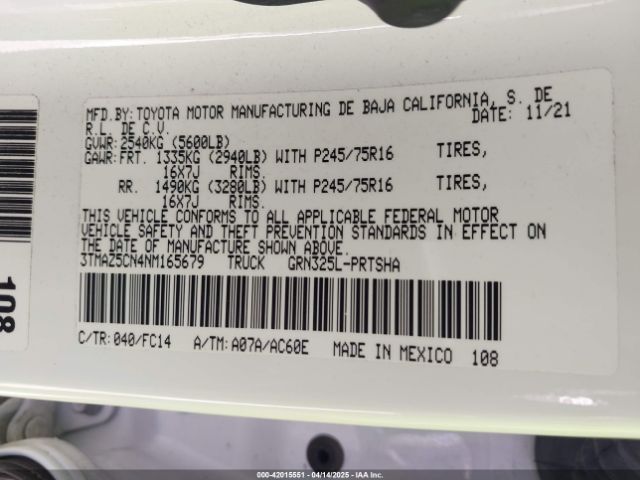 MFD.BY:TOYOTA MOTOR MANUFACTURING DE BAJA CALIFORNIA, S. DE
R.L. DE C.V. DATE: 11/21
GVWR:2540KG (5600LB)
GAWR:FRT. 1335KG (2940LB) WITH P245/75R16 TIRES,
16X7J RIMS.
RR. 1490KG (3280LB) WITH P245/75R16 TIRES,
16X7J RIMS.
THIS VEHICLE CONFORMS TO ALL APPLICABLE FEDERAL MOTOR
VEHICLE SAFETY AND THEFT PREVENTION STANDARDS IN EFFECT ON
THE DATE OF MANUFACTURE SHOWN ABOVE.
3TMAZ5CN4NM165679 TRUCK GRN325L-PRTSHA
C/TR:040/FC14 A/TM:A07A/AC60E MADE IN MEXICO 108
108
000-42015551 - 04/14/2025 - IAAI, Inc.